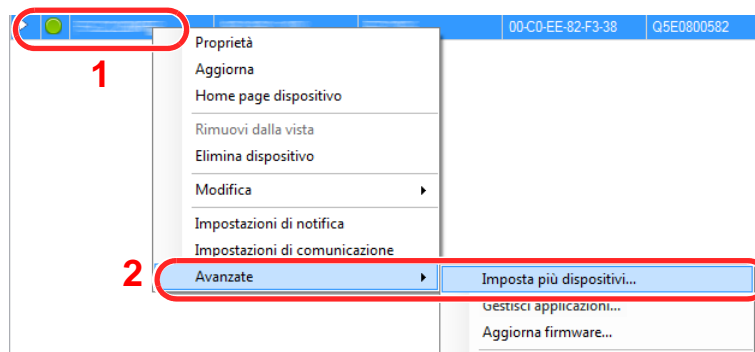 00-C0-EE-82-F3-38 Q5E0800582
1
Proprietà
Aggiorna
Home page dispositivo
Rimuovi dalla vista
Elimina dispositivo
Modifica
Impostazioni di notifica
Impostazioni di comunicazione
2 Avanzate Imposta più dispositivi...
Gestisci applicazioni...
Aggiorna firmware...